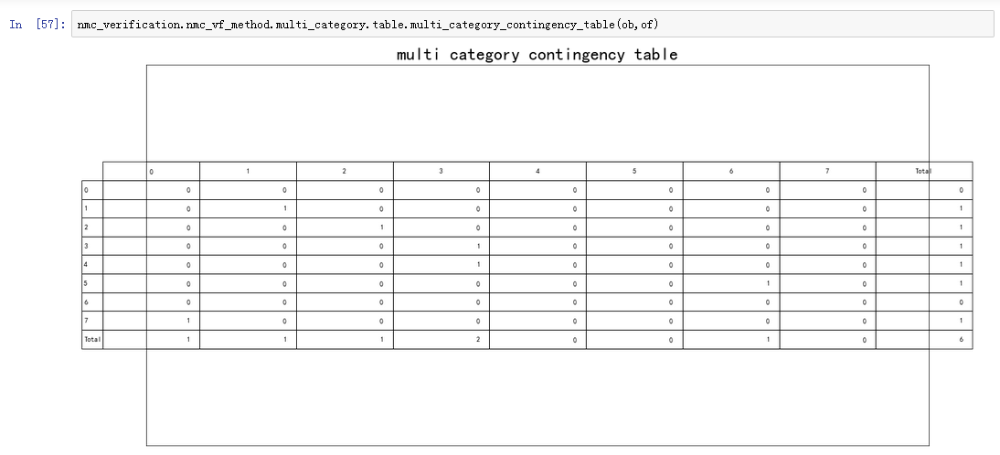 In [57]: nmc_verification.nmc_vf_method.multi_category.table.multi_category_contingency_table(ob,of)
multi category contingency table
0 1 2 3 4 5 6 7 Total
0 0 0 0 0 0 0 0 0 0
1 0 1 0 0 0 0 0 0 1
2 0 0 1 0 0 0 0 0 1
3 0 0 0 1 0 0 0 0 1
4 0 0 0 1 0 0 0 0 1
5 0 0 0 0 0 0 1 0 1
6 0 0 0 0 0 0 0 0 0
7 1 0 0 0 0 0 0 0 1
Total 1 1 1 2 0 0 1 0 6